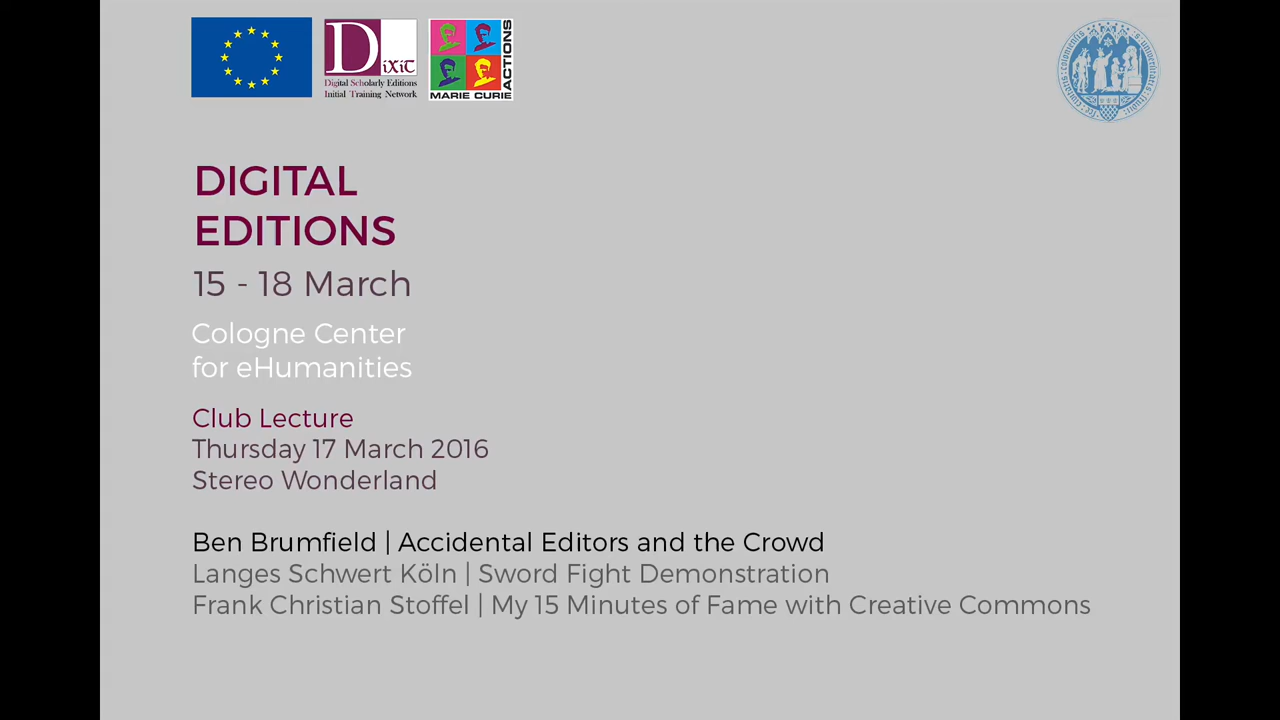 DiXiT
Digital Scholarly Editions
Initial Training Network
MARIE CURIE
ACTIONS
DIGITAL
EDITIONS
15 - 18 March
Cologne Center
for eHumanities
Club Lecture
Thursday 17 March 2016
Stereo Wonderland
Ben Brumfield | Accidental Editors and the Crowd
Langes Schwert Köln | Sword Fight Demonstration
Frank Christian Stoffel | My 15 Minutes of Fame with Creative Commons